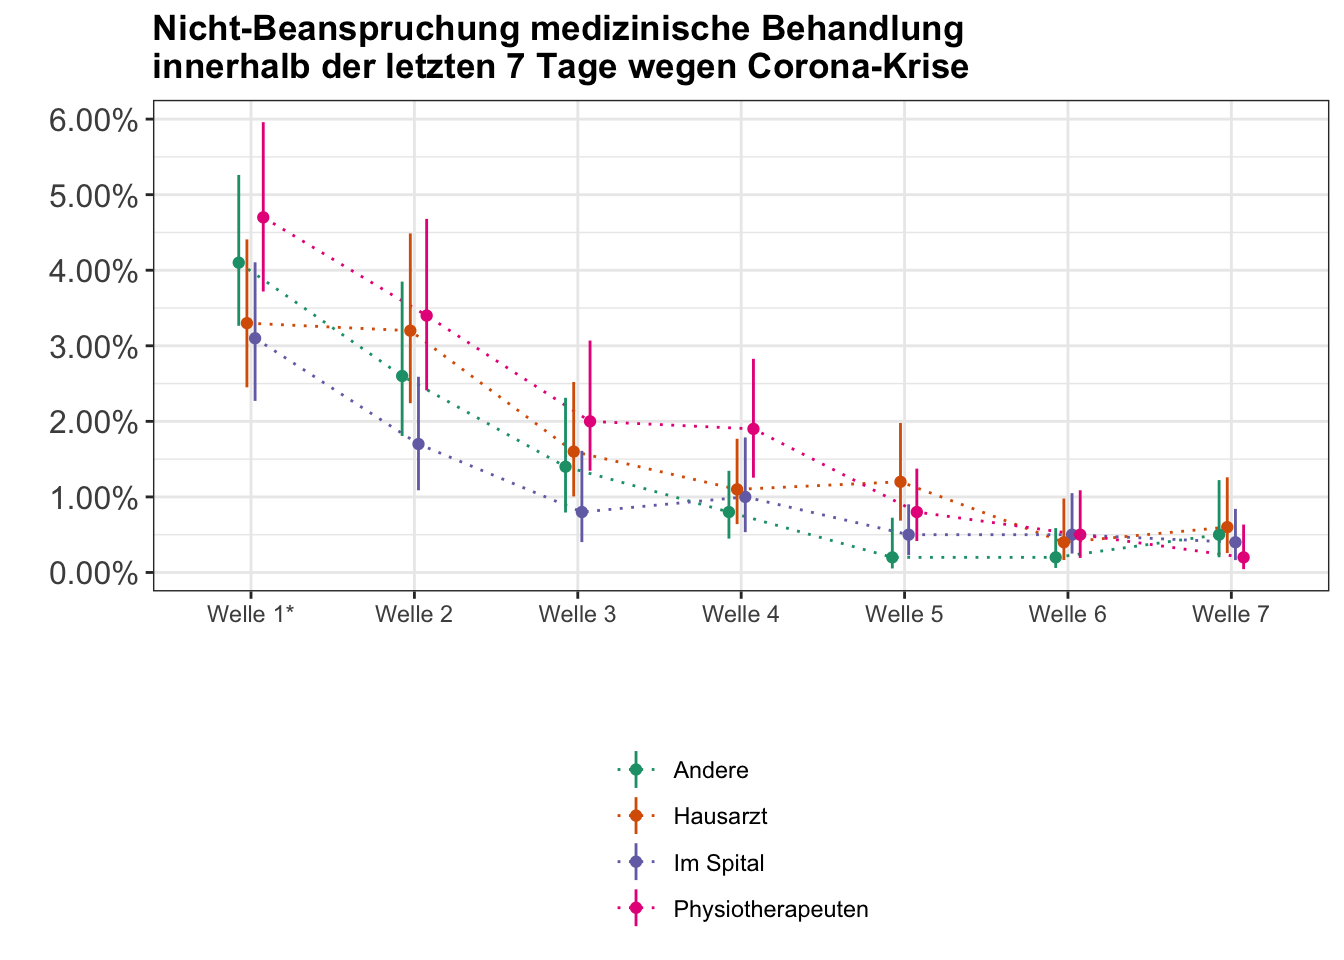 Nicht-Beanspruchung medizinische Behandlung
innerhalb der letzten 7 Tage wegen Corona-Krise
6.00%
5.00%
4.00%
3.00%
2.00%
1.00%
0.00%
Welle 1* Welle 2 Welle 3 Welle 4 Welle 5 Welle 6 Welle 7
Andere
Hausarzt
Im Spital
Physiotherapeuten